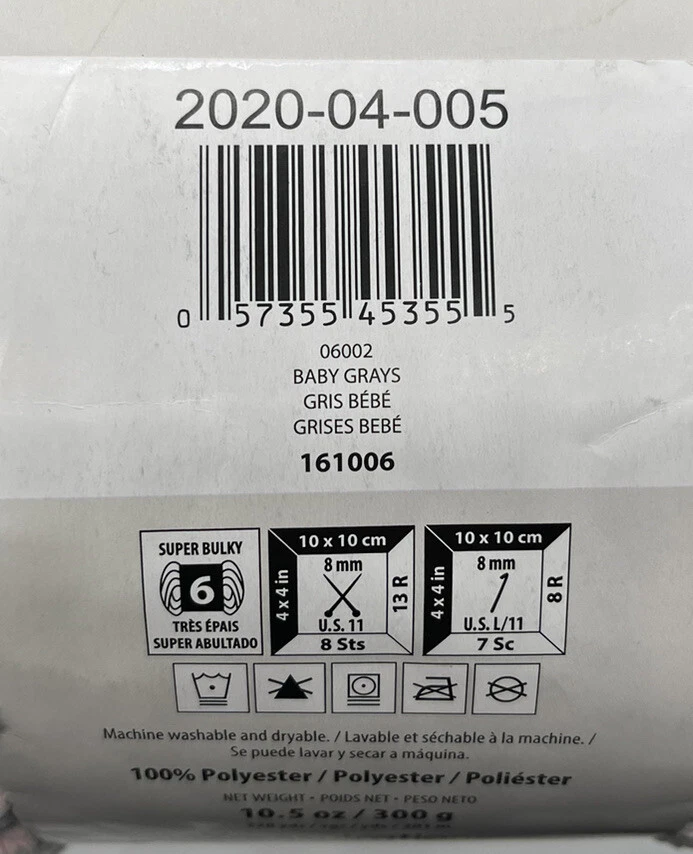 2020-04-005
0 57355 45355 5
06002
BABY GRAYS
GRIS BÉBÉ
GRISES BEBÉ
161006
SUPER BULKY
6
TRÈS ÉPAIS
SUPER ABULTADO
10 x 10 cm
4 x 4 in
8 mm
13 R
U.S. 11
8 Sts
10 x 10 cm
4 x 4 in
8 mm
8 R
U.S. L/11
7 Sc
Machine washable and dryable. / Lavable et séchable à la machine. /
Se puede lavar y secar a máquina.
100% Polyester / Polyester / Poliéster
NET WEIGHT • POIDS NET • PESO NETO
10.5 oz / 300 g